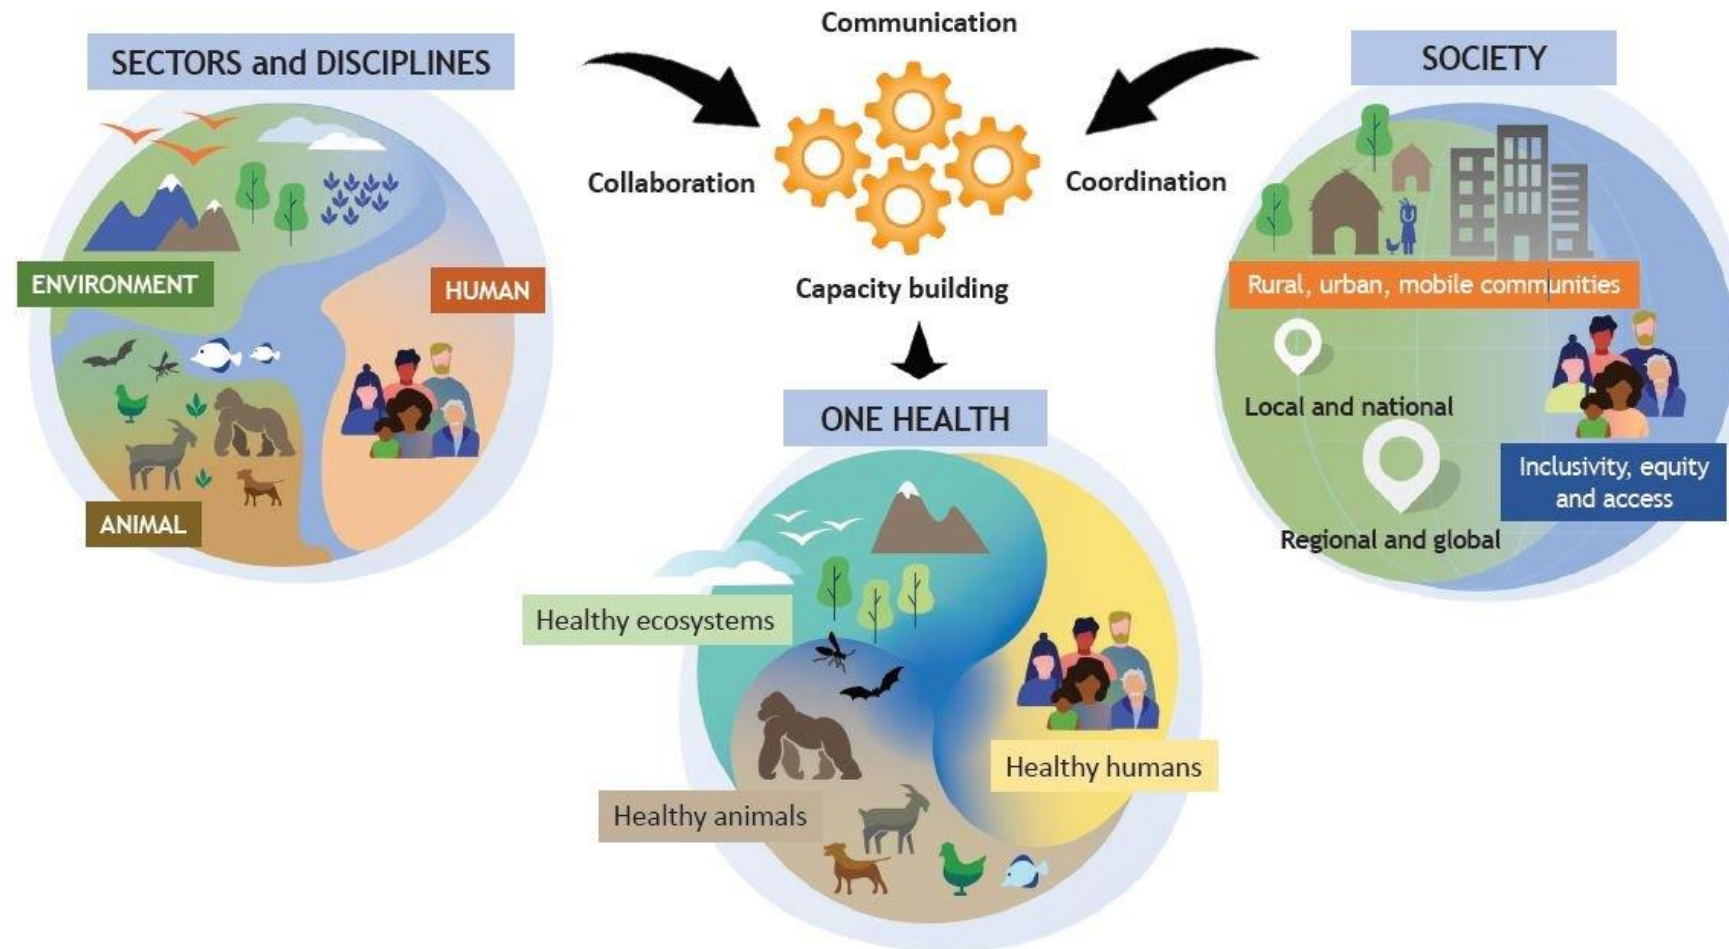 SECTORS and DISCIPLINES
ENVIRONMENT
HUMAN
ANIMAL
Communication
Collaboration
Coordination
Capacity building
SOCIETY
Rural, urban, mobile communities
Local and national
Inclusivity, equity
and access
Regional and global
ONE HEALTH
Healthy ecosystems
Healthy humans
Healthy animals